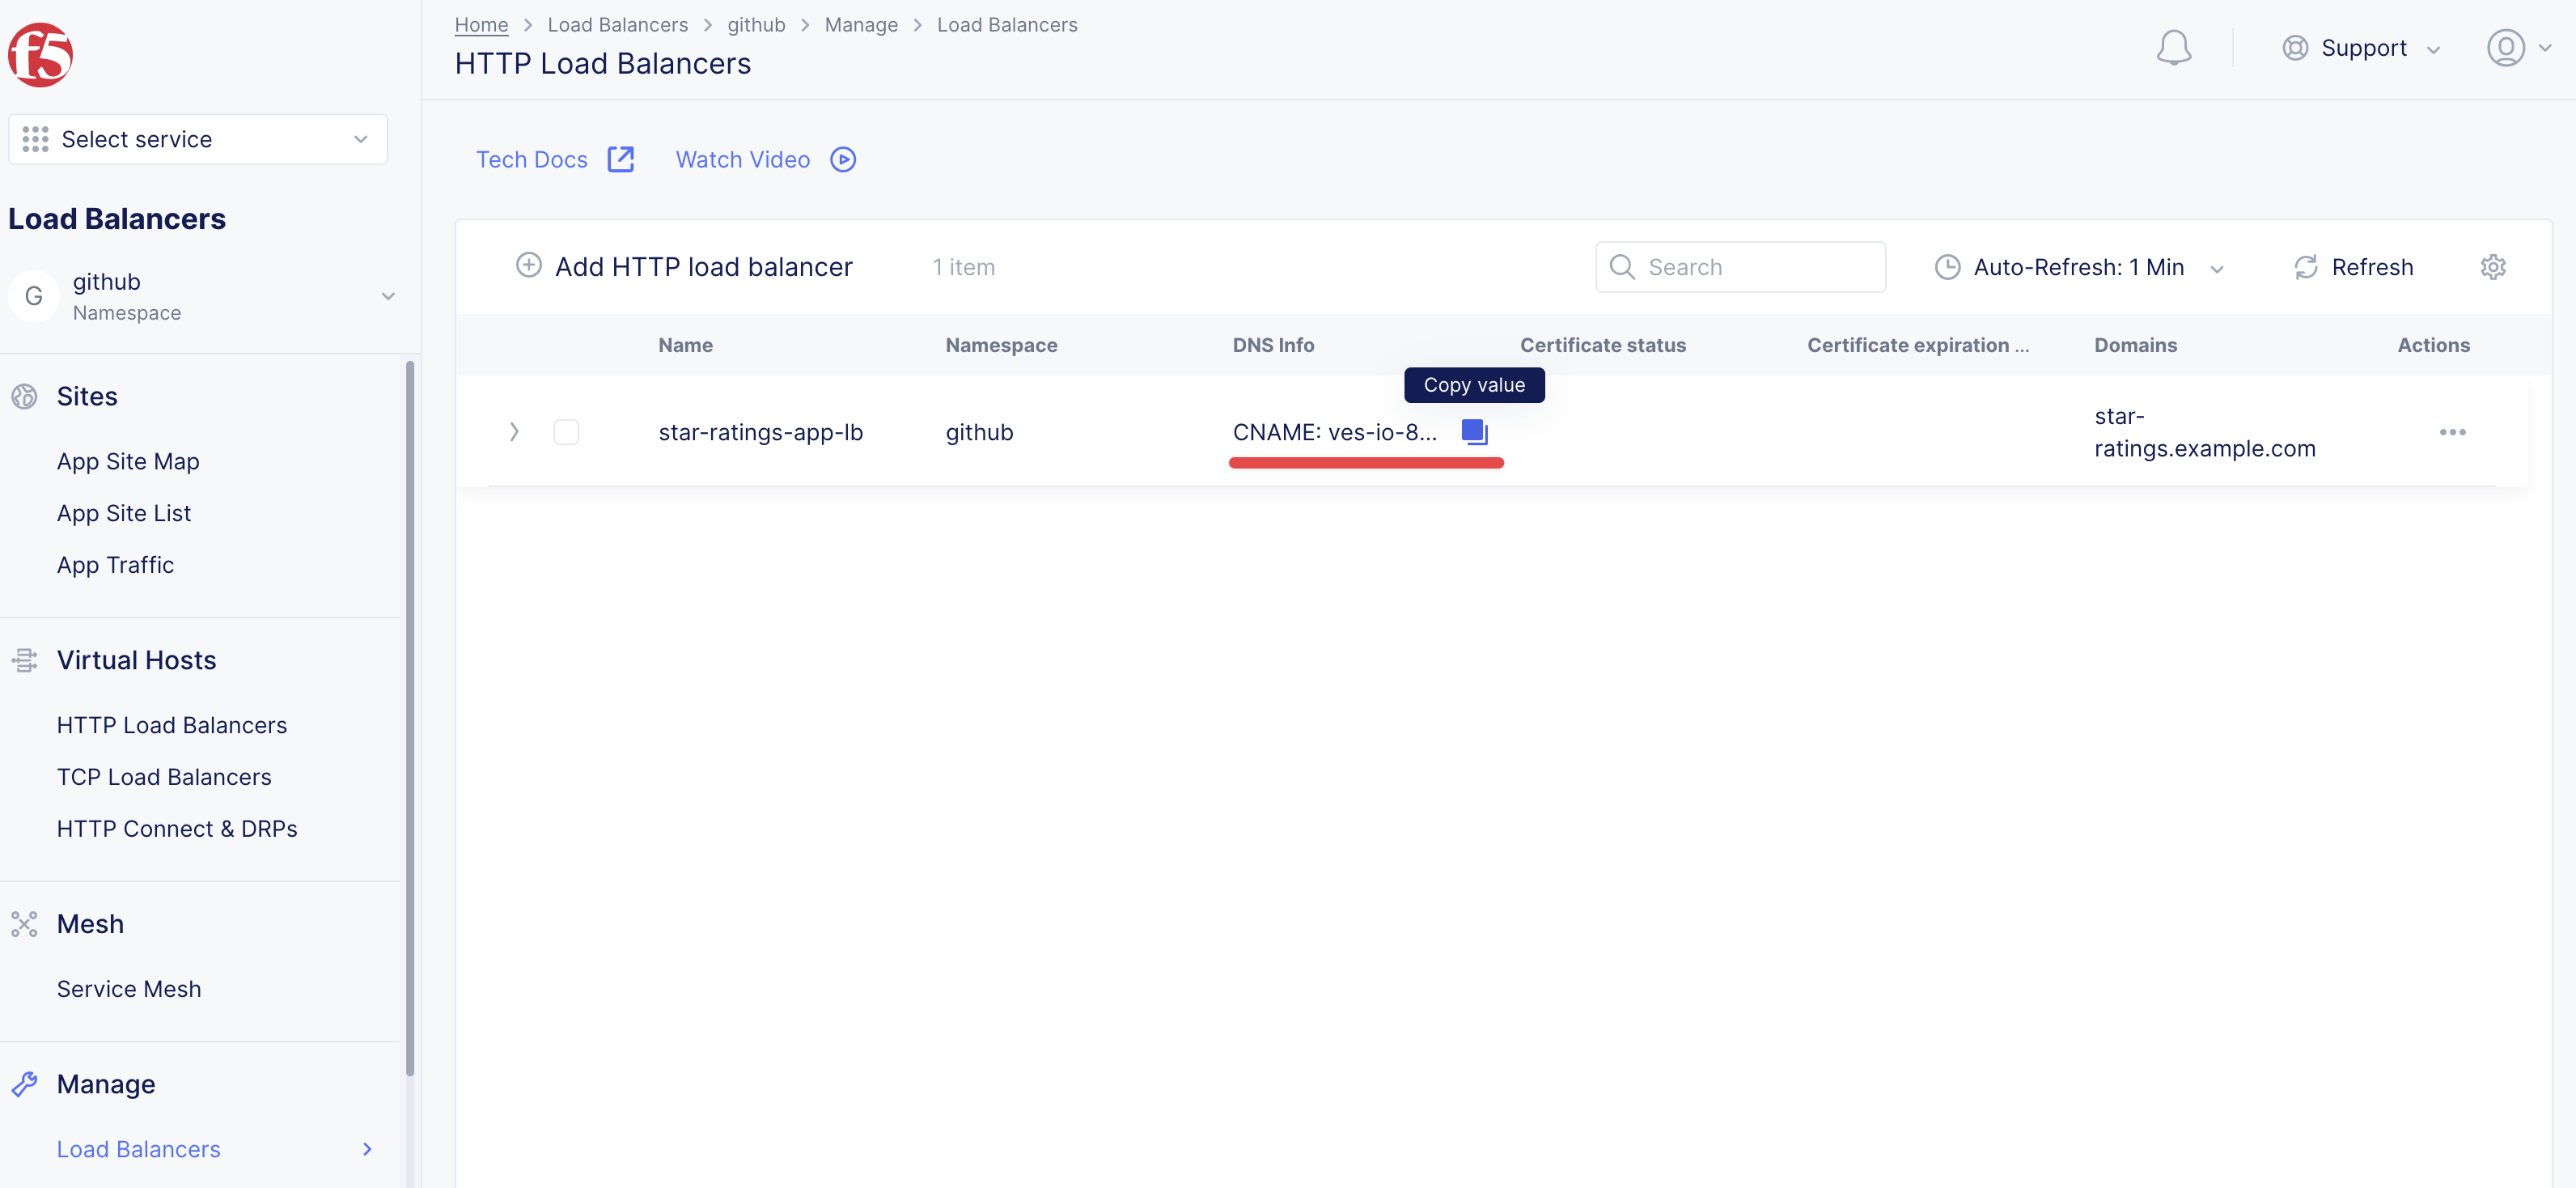 f5
Select service
Load Balancers
G
github
Namespace
Sites
App Site Map
App Site List
App Traffic
Virtual Hosts
HTTP Load Balancers
TCP Load Balancers
HTTP Connect & DRPs
Mesh
Service Mesh
Manage
Load Balancers
Home > Load Balancers > github > Manage > Load Balancers
HTTP Load Balancers
Support
Tech Docs
Watch Video
Add HTTP load balancer
1 item
Search
Auto-Refresh: 1 Min
Refresh
Name
Namespace
DNS Info
Certificate status
Certificate expiration ...
Domains
Actions
Copy value
star-ratings-app-lb
github
CNAME: ves-io-8...
star-
ratings.example.com